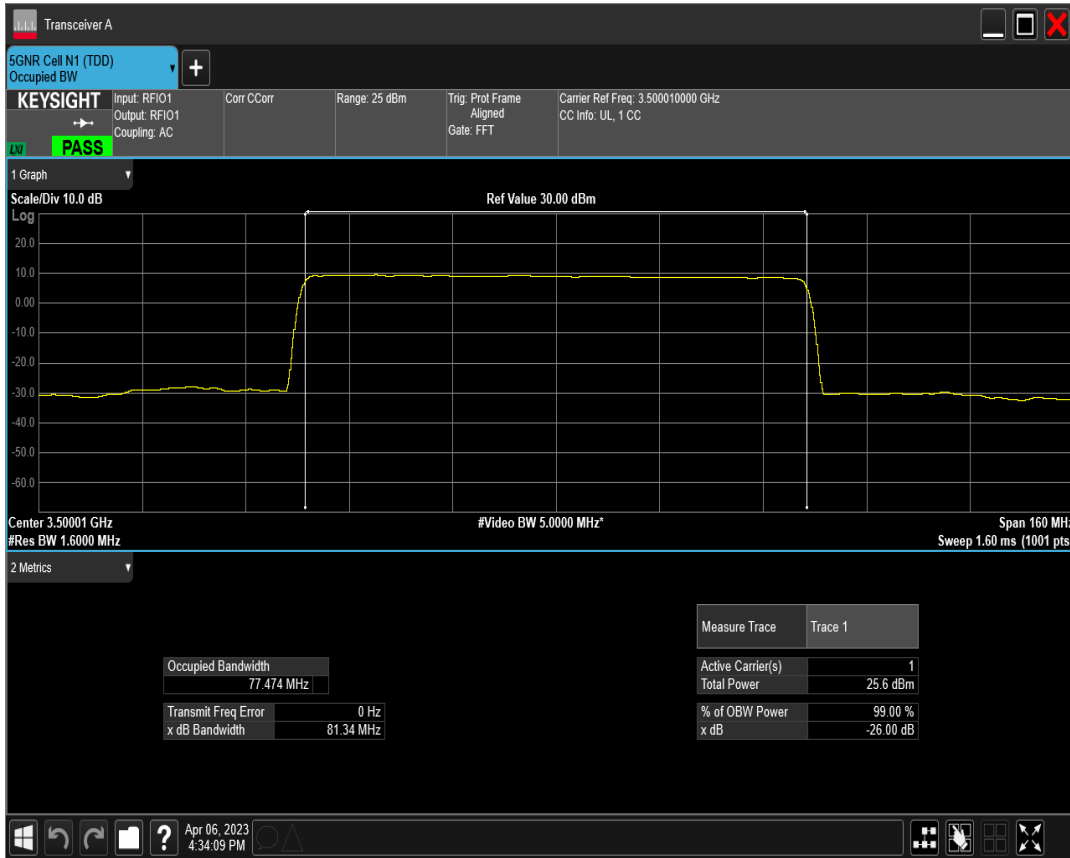 Transceiver A
5GNR Cell N1 (TDD)
Occupied BW
+
KEYSIGHT
LXI
PASS
Input: RFIO1
Output: RFIO1
Coupling: AC
Corr CCorr
Range: 25 dBm
Trig: Prot Frame
Aligned
Gate: FFT
Carrier Ref Freq: 3.500010000 GHz
CC Info: UL, 1 CC
1 Graph
Scale/Div 10.0 dB
Ref Value 30.00 dBm
Log
20.0
10.0
0.00
-10.0
-20.0
-30.0
-40.0
-50.0
-60.0
Center 3.50001 GHz
#Video BW 5.0000 MHz*
Span 160 MHz
#Res BW 1.6000 MHz
Sweep 1.60 ms (1001 pts
2 Metrics
Measure Trace Trace 1
Occupied Bandwidth
77.474 MHz
Active Carrier(s) 1
Total Power 25.6 dBm
Transmit Freq Error 0 Hz
x dB Bandwidth 81.34 MHz
% of OBW Power 99.00 %
x dB -26.00 dB
?
Apr 06, 2023
4:34:09 PM